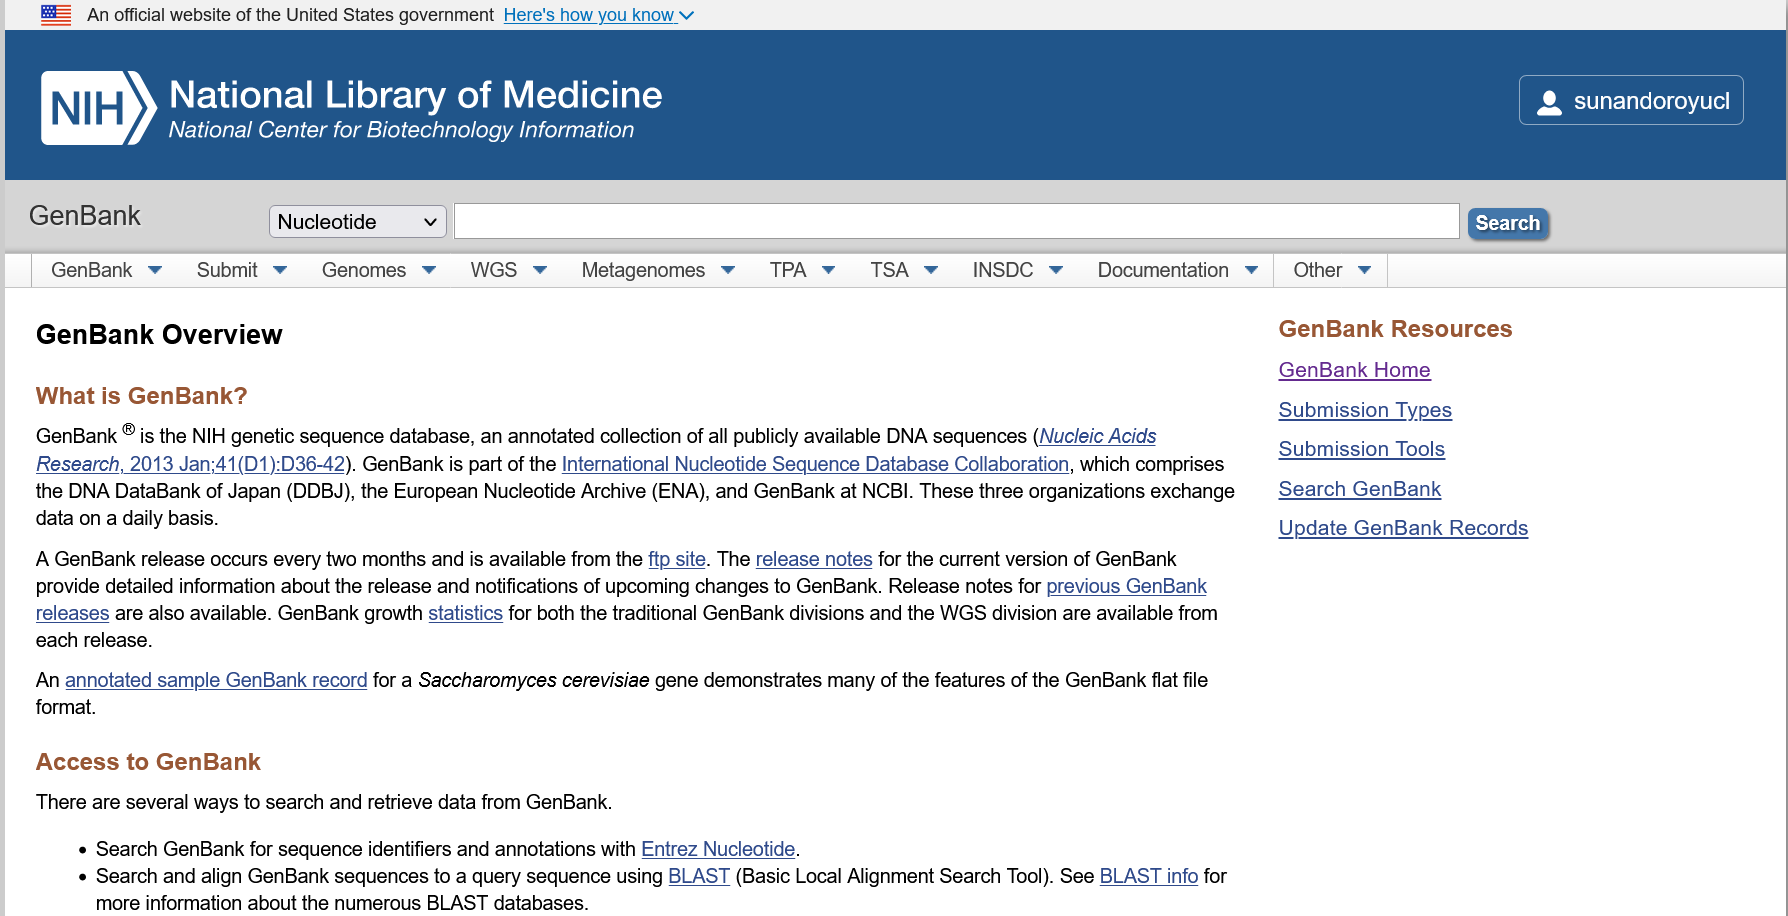 An official website of the United States government Here's how you know
NIH National Library of Medicine
National Center for Biotechnology Information
sunandoroyucl
GenBank Nucleotide Search
GenBank Submit Genomes WGS Metagenomes TPA TSA INSDC Documentation Other
GenBank Overview
What is GenBank?
GenBank ® is the NIH genetic sequence database, an annotated collection of all publicly available DNA sequences (Nucleic Acids
Research, 2013 Jan;41(D1):D36-42). GenBank is part of the International Nucleotide Sequence Database Collaboration, which comprises
the DNA DataBank of Japan (DDBJ), the European Nucleotide Archive (ENA), and GenBank at NCBI. These three organizations exchange
data on a daily basis.
A GenBank release occurs every two months and is available from the ftp site. The release notes for the current version of GenBank
provide detailed information about the release and notifications of upcoming changes to GenBank. Release notes for previous GenBank
releases are also available. GenBank growth statistics for both the traditional GenBank divisions and the WGS division are available from
each release.
An annotated sample GenBank record for a Saccharomyces cerevisiae gene demonstrates many of the features of the GenBank flat file
format.
Access to GenBank
There are several ways to search and retrieve data from GenBank.
• Search GenBank for sequence identifiers and annotations with Entrez Nucleotide.
• Search and align GenBank sequences to a query sequence using BLAST (Basic Local Alignment Search Tool). See BLAST info for
more information about the numerous BLAST databases.
GenBank Resources
GenBank Home
Submission Types
Submission Tools
Search GenBank
Update GenBank Records